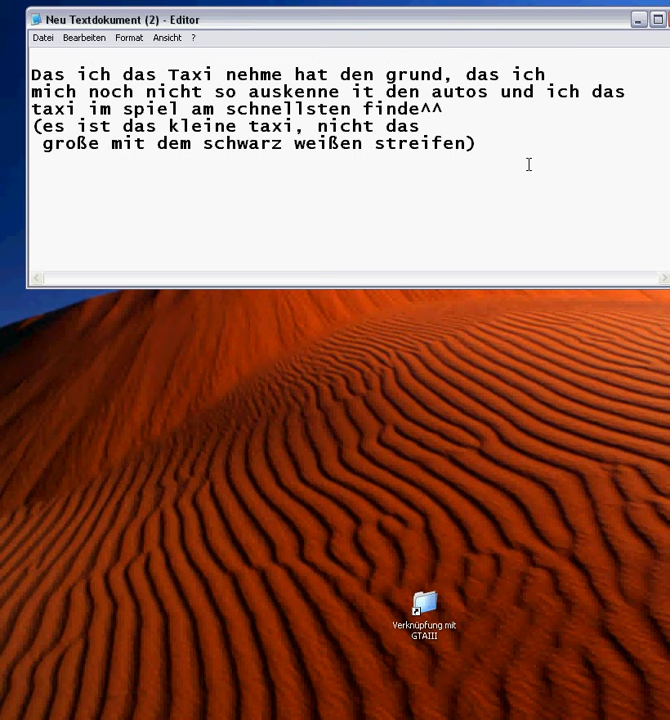 Neu Textdokument (2) - Editor
Datei Bearbeiten Format Ansicht ?
Das ich das Taxi nehme hat den grund, das ich
mich noch nicht so auskenne it den autos und ich das
taxi im spiel am schnellsten finde^^
(es ist das kleine taxi, nicht das
große mit dem schwarz weißen streifen)
Verknüpfung mit
GTAIII